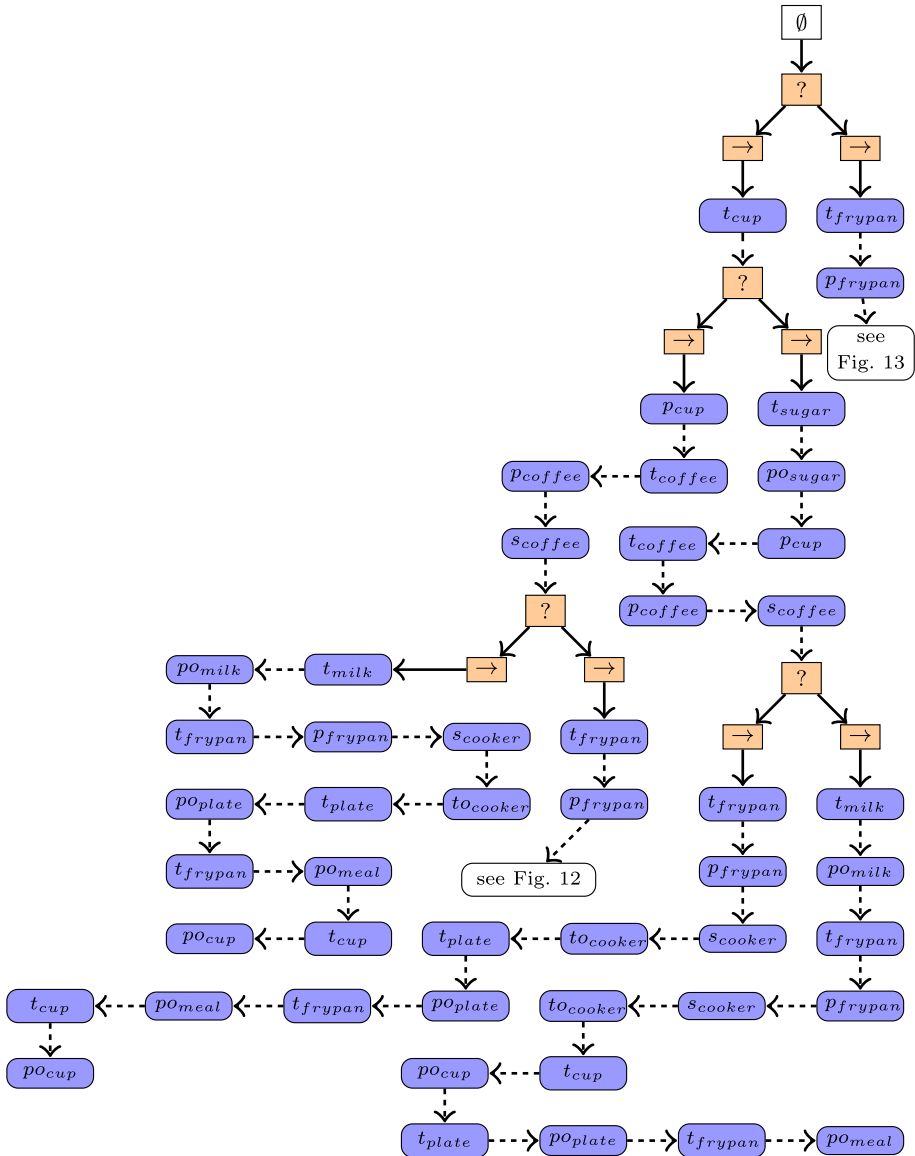 ∅
?
→ →
t_cup t_frypan
? p_frypan
→ → see
Fig. 13
p_cup t_sugar
p_coffee t_coffee po_sugar
s_coffee t_coffee p_cup
? p_coffee s_coffee
po_milk t_milk → → ?
t_frypan p_frypan s_cooker t_frypan → →
po_plate t_plate to_cooker p_frypan t_frypan t_milk
t_frypan po_meal see Fig. 12 p_frypan po_milk
po_cup t_cup t_plate to_cooker s_cooker t_frypan
t_cup po_meal t_frypan po_plate to_cooker s_cooker p_frypan
po_cup po_cup t_cup
t_plate po_plate t_frypan po_meal